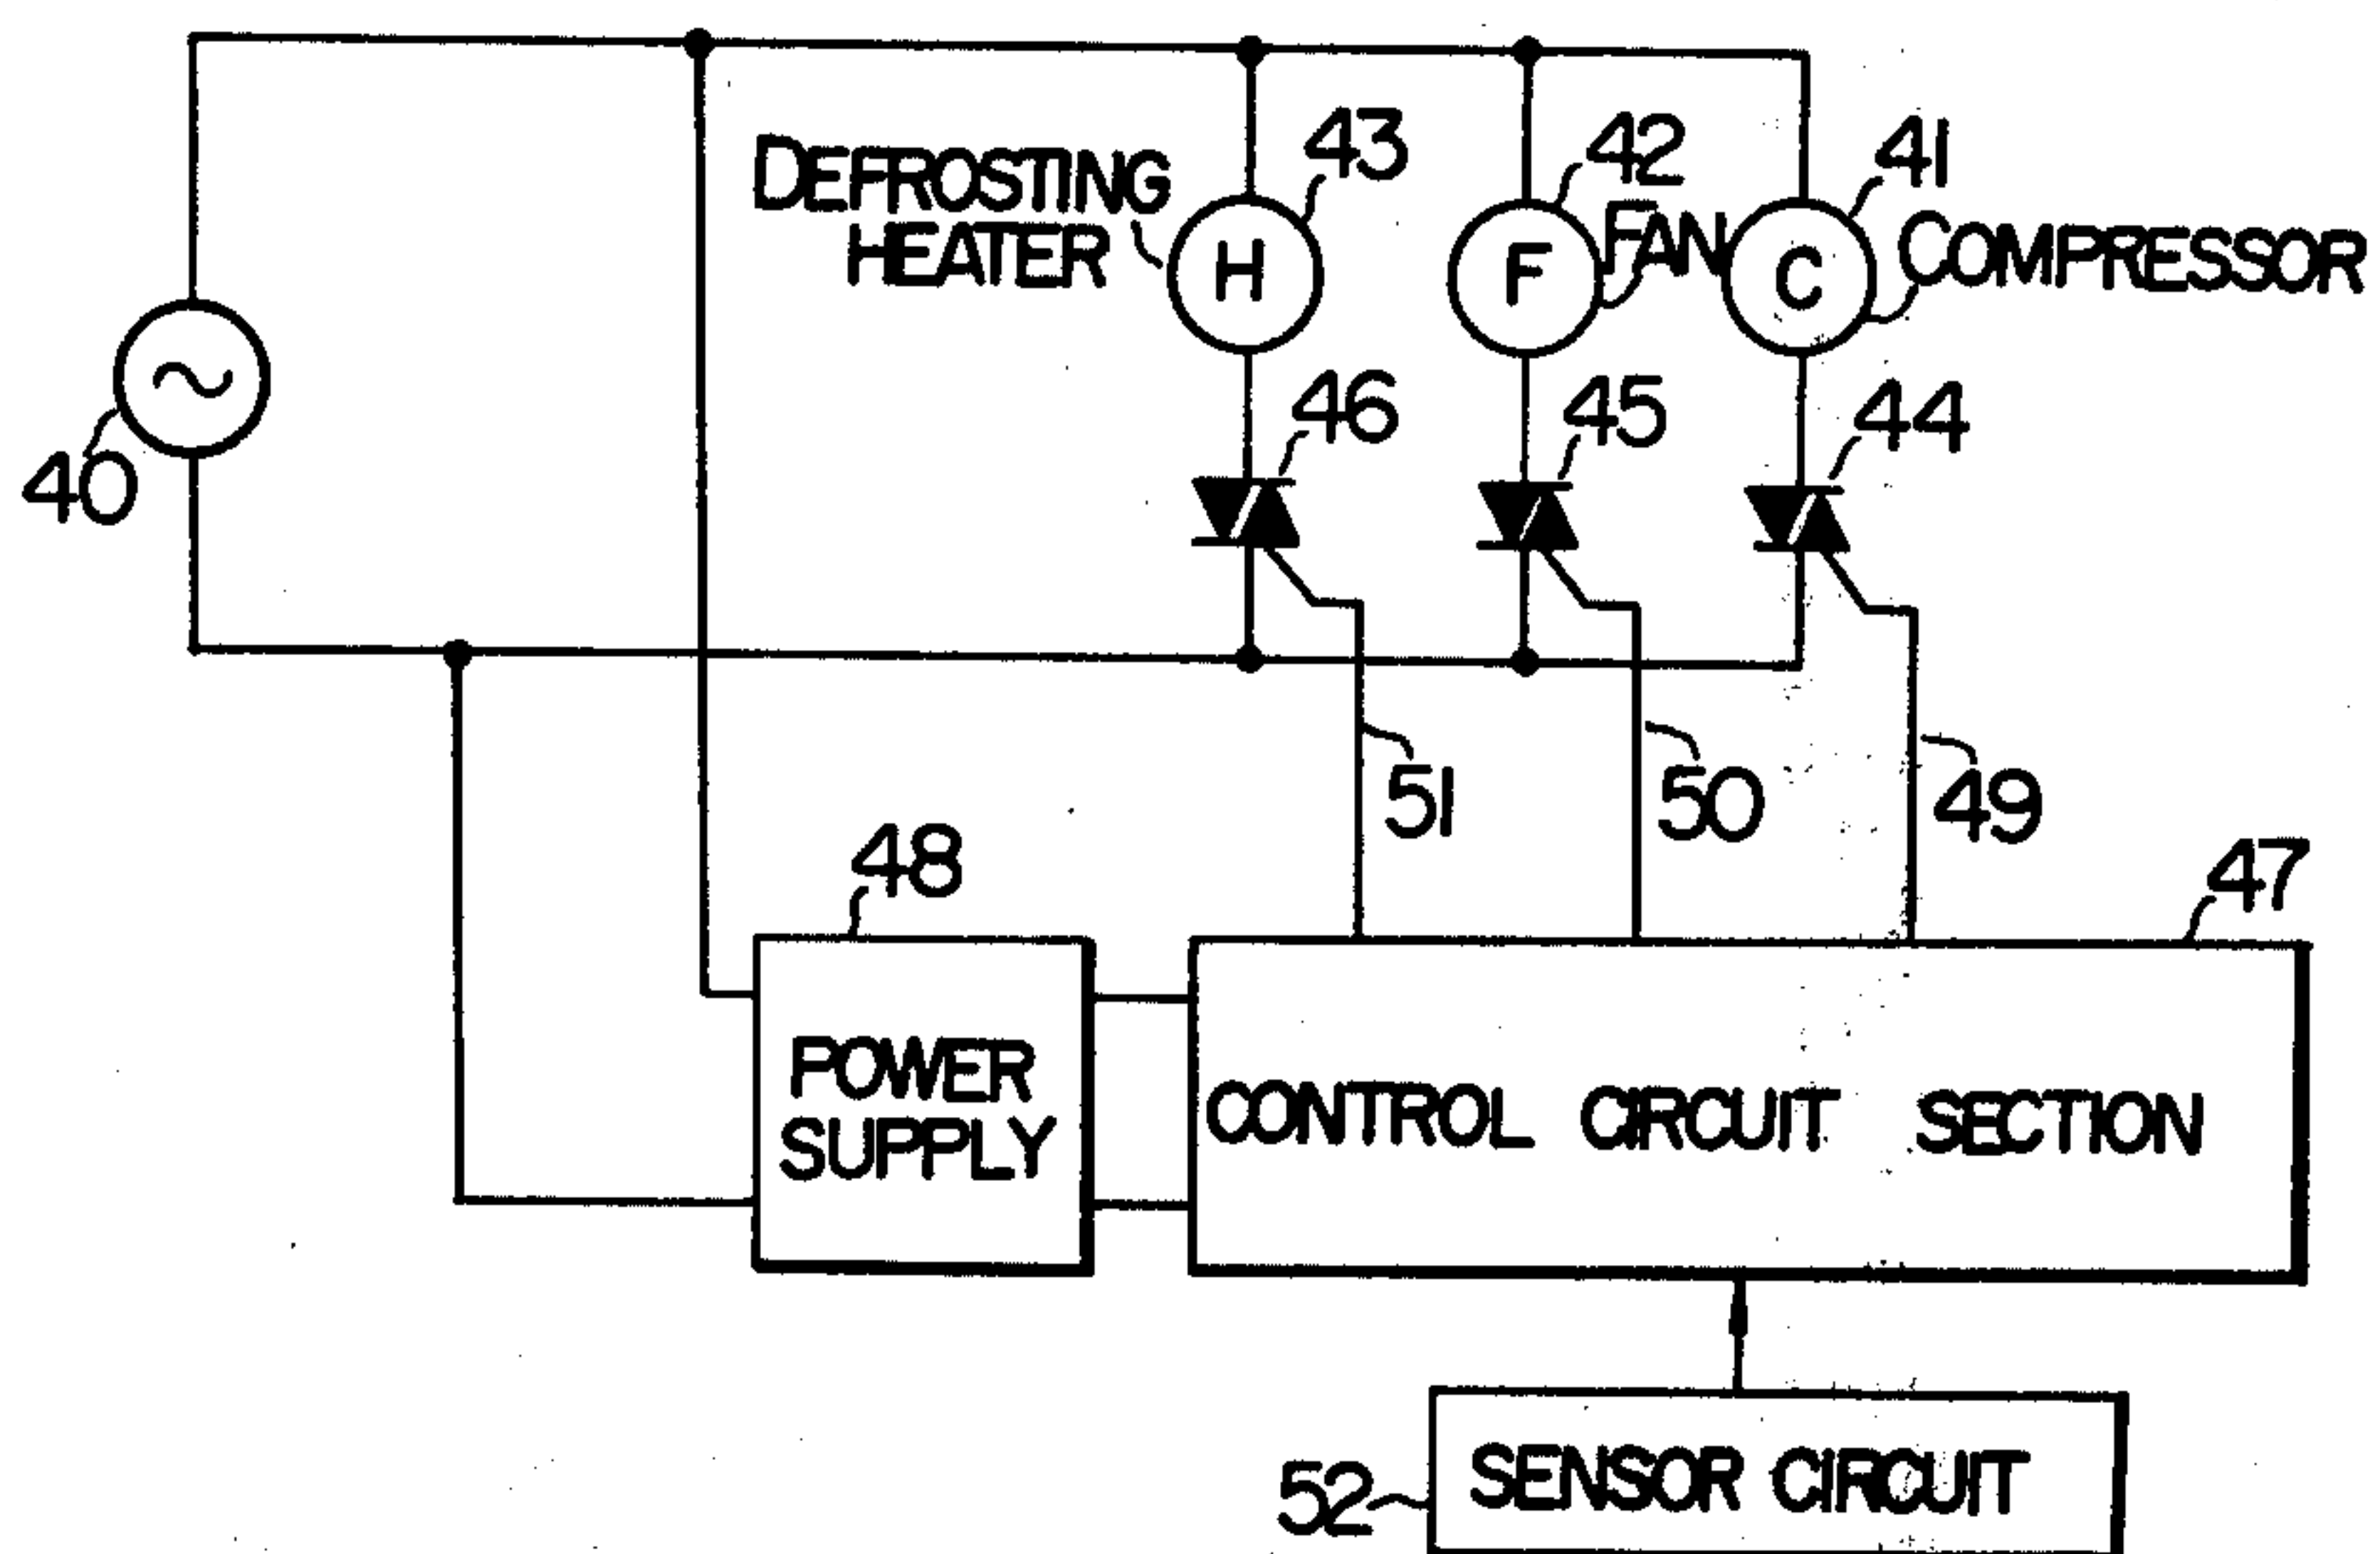 43
42
41
DEFROSTING
HEATER
FAN
COMPRESSOR
H
F
C
40
46
45
44
51
50
49
48
47
POWER
SUPPLY
CONTROL CIRCUIT SECTION
52
SENSOR CIRCUIT